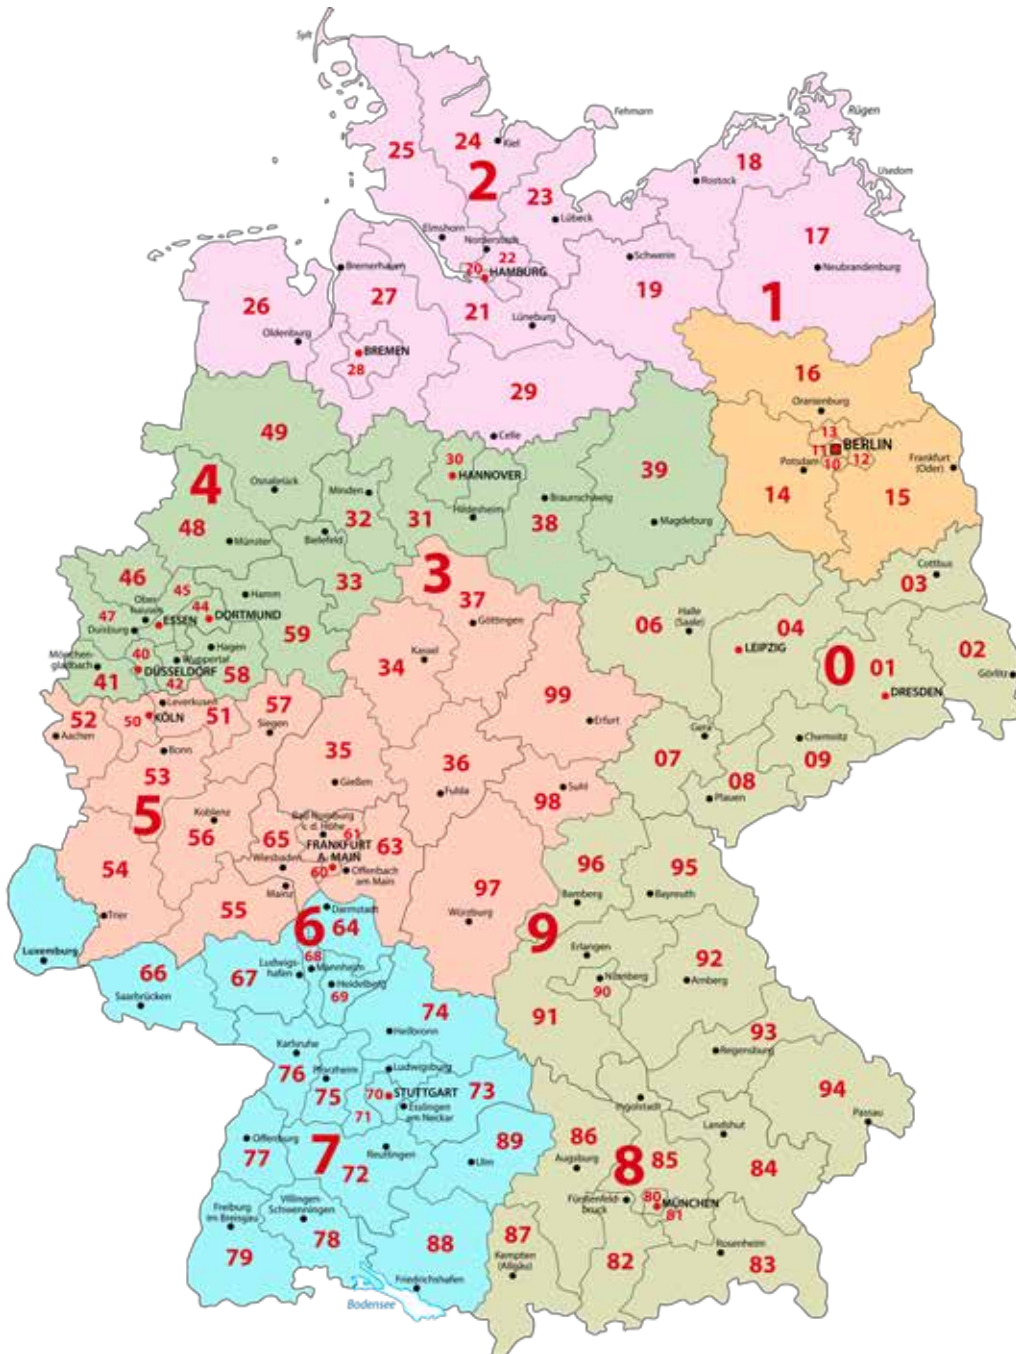 Sylt
Fehmarn
Rügen
24
Kiel
25
18
2
Rostock
Usedom
23
Lübeck
17
Elmshorn
Norderstedt
22
Schwerin
Bremerhaven
20
HAMBURG
Neubrandenburg
27
19
1
26
21
Lüneburg
Oldenburg
BREMEN
28
16
29
Oranienburg
49
Celle
13
BERLIN
30
11
12
HANNOVER
Potsdam
10
Frankfurt
(Oder)
39
4
Osnabrück
Minden
14
15
Braunschweig
48
32
31
Hildesheim
38
Magdeburg
Münster
Bielefeld
46
3
Cottbus
33
03
45
Hamm
37
Ober-
hausen
44
DORTMUND
Halle
(Saale)
47
ESSEN
Göttingen
06
04
Duisburg
59
LEIPZIG
0
02
Hagen
40
Mönchen-
gladbach
Wuppertal
Kassel
34
01
DÜSSELDORF
Görlitz
41
42
58
DRESDEN
Leverkusen
57
99
52
50
KÖLN
51
Siegen
Erfurt
Aachen
Gera
Chemnitz
Bonn
35
36
07
09
53
Gießen
Suhl
08
Fulda
98
Plauen
5
Koblenz
Bad Homburg
v. d. Höhe
56
61
65
63
FRANKFURT
A. MAIN
96
95
54
Wiesbaden
60
Offenbach
am Main
97
Mainz
Bamberg
Bayreuth
55
Darmstadt
Trier
6
64
Würzburg
9
Luxemburg
68
Erlangen
92
66
67
Ludwigs-
hafen
Mannheim
Nürnberg
Amberg
Heidelberg
90
Saarbrücken
69
74
91
Heilbronn
93
Karlsruhe
Regensburg
76
Pforzheim
Ludwigsburg
94
75
70
STUTTGART
73
71
Esslingen
am Neckar
Ingolstadt
Passau
Landshut
Offenburg
7
Reutlingen
89
86
77
72
Ulm
Augsburg
8
85
84
Freiburg
im Breisgau
Villingen-
Schwenningen
Fürstenfeld-
bruck
80
MÜNCHEN
81
87
78
88
Rosenheim
79
Kempten
(Allgäu)
82
83
Friedrichshafen
Bodensee